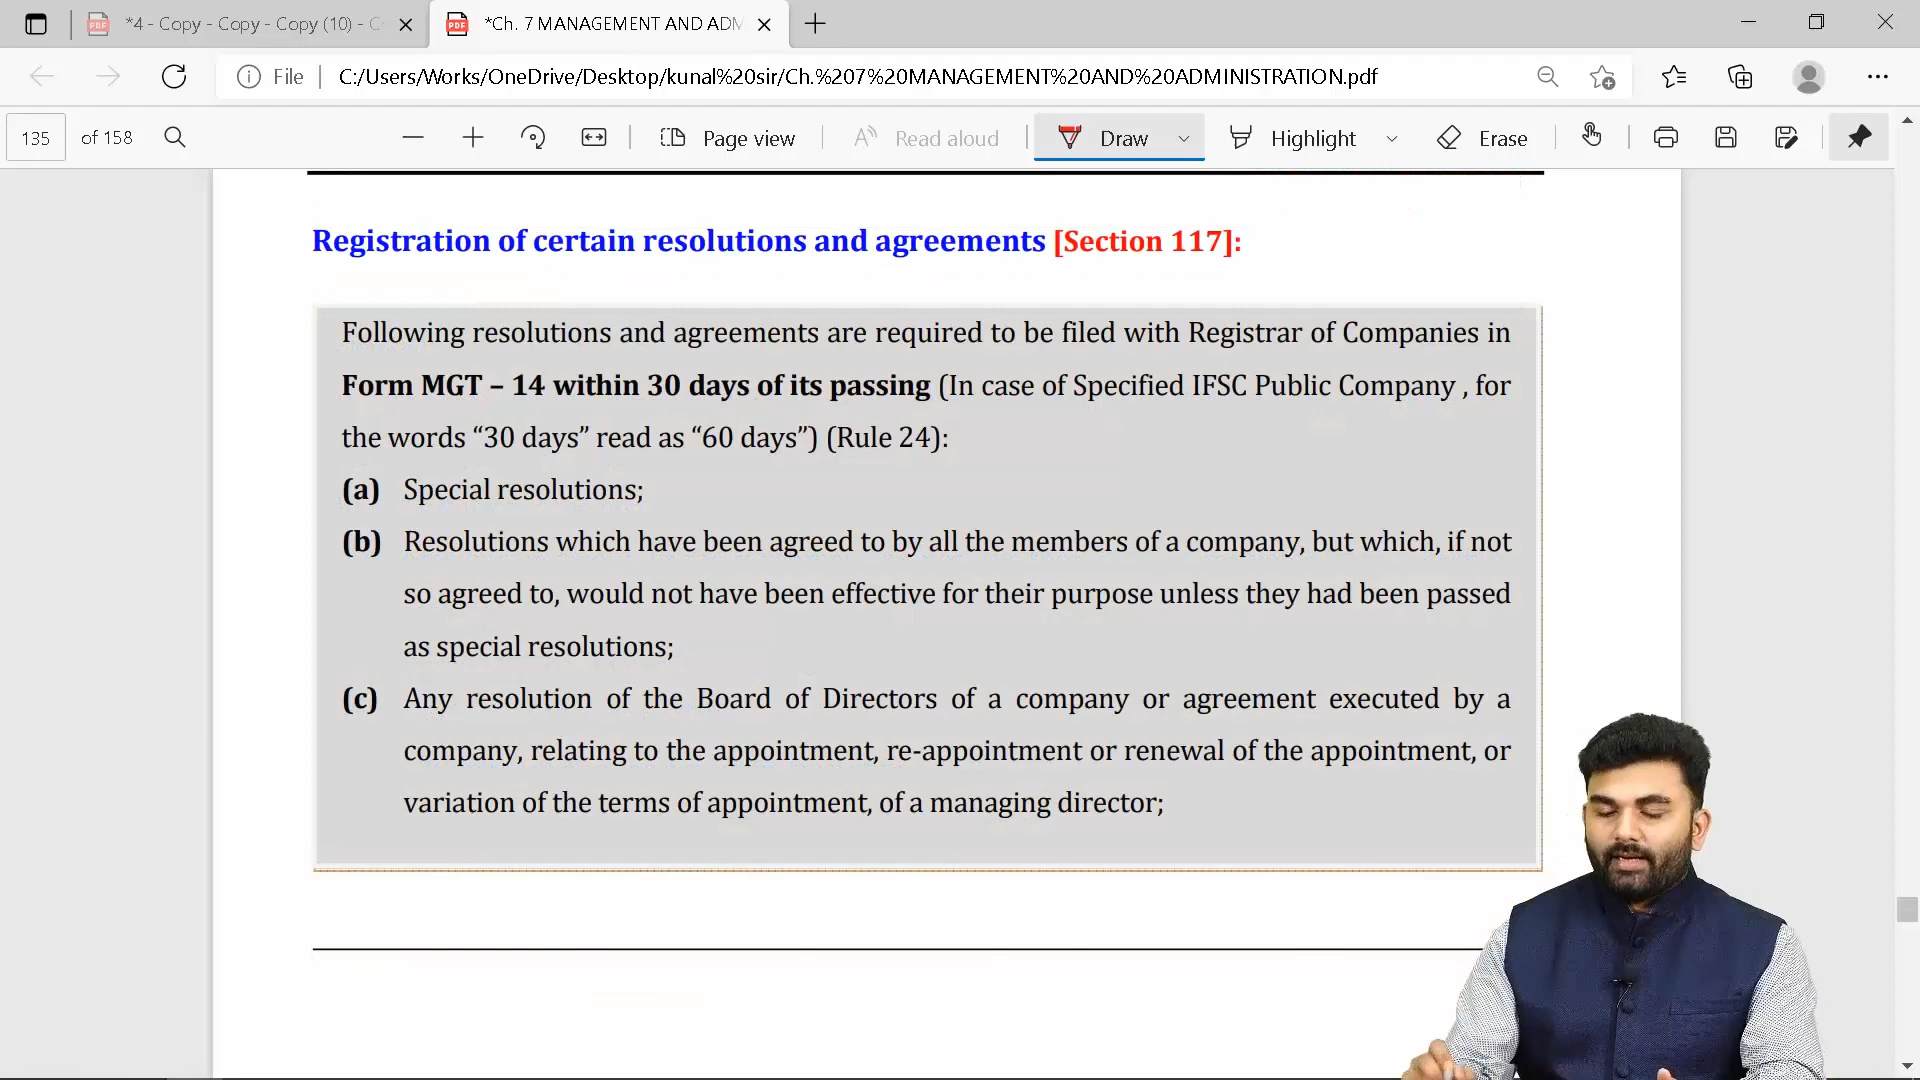 *4 - Copy - Copy - Copy (10) - C
*Ch. 7 MANAGEMENT AND ADM
File
C:/Users/Works/OneDrive/Desktop/kunal%20sir/Ch.%207%20MANAGEMENT%20AND%20ADMINISTRATION.pdf
135 of 158
Page view
Read aloud
Draw
Highlight
Erase
Registration of certain resolutions and agreements [Section 117]:
Following resolutions and agreements are required to be filed with Registrar of Companies in
Form MGT – 14 within 30 days of its passing (In case of Specified IFSC Public Company , for
the words “30 days” read as “60 days”) (Rule 24):
(a) Special resolutions;
(b) Resolutions which have been agreed to by all the members of a company, but which, if not
so agreed to, would not have been effective for their purpose unless they had been passed
as special resolutions;
(c) Any resolution of the Board of Directors of a company or agreement executed by a
company, relating to the appointment, re-appointment or renewal of the appointment, or
variation of the terms of appointment, of a managing director;